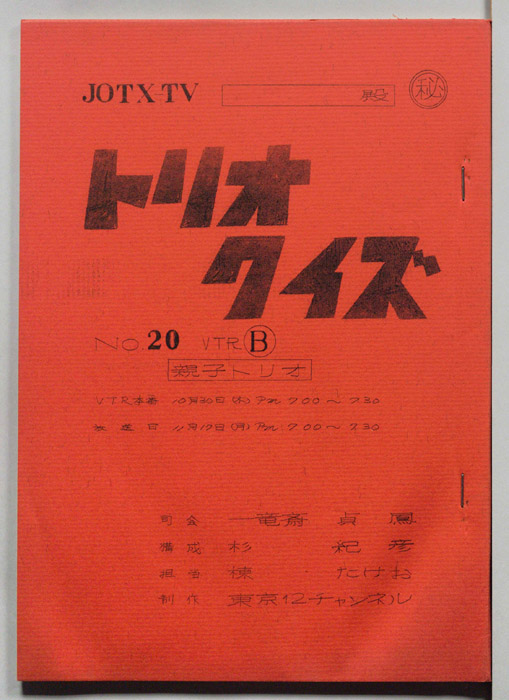 JOTX TV 殿 ㊙
トリオ
クイズ
NO. 20 VTR Ⓑ
親子トリオ
VTR本番 10月30日(木) P.M. 7.00〜7.30
放送日 11月17日(月) P.M. 7.00〜7.30
司会 一竜斎 貞鳳
構成 杉 紀彦
担当 棟 たけお
制作 東京12チャンネル